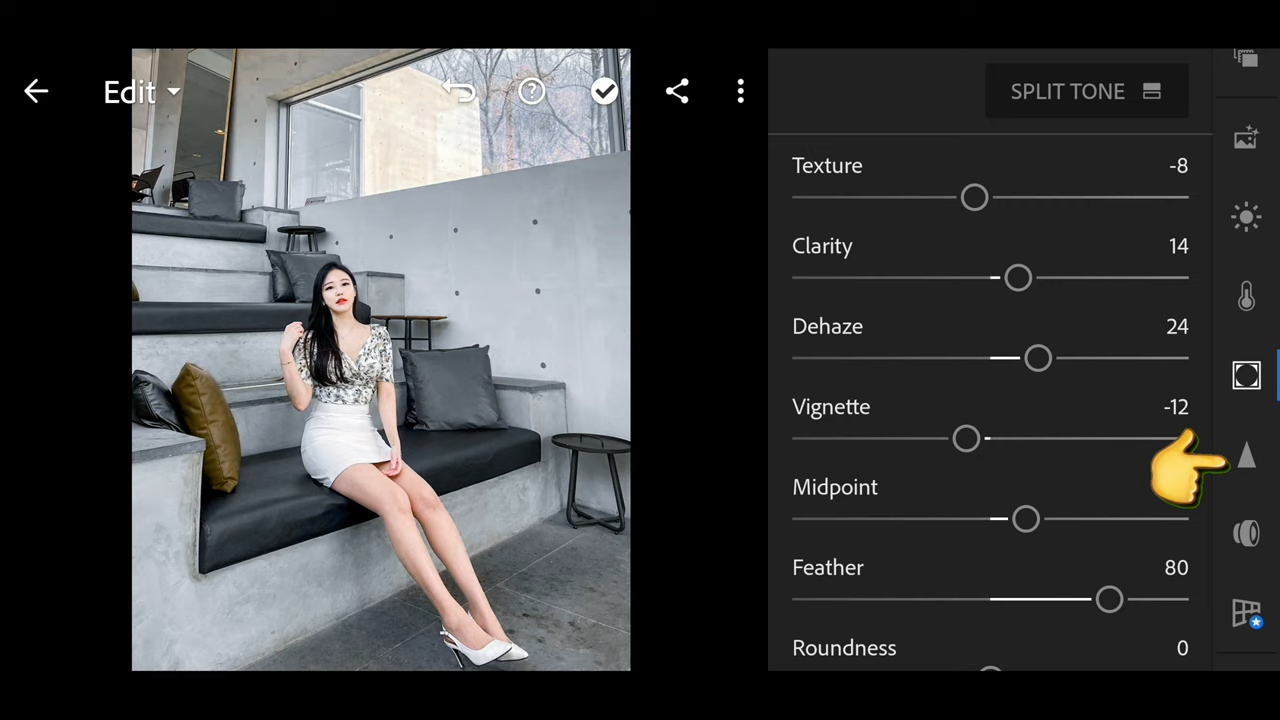 Edit
SPLIT TONE
Texture -8
Clarity 14
Dehaze 24
Vignette -12
Midpoint
Feather 80
Roundness 0